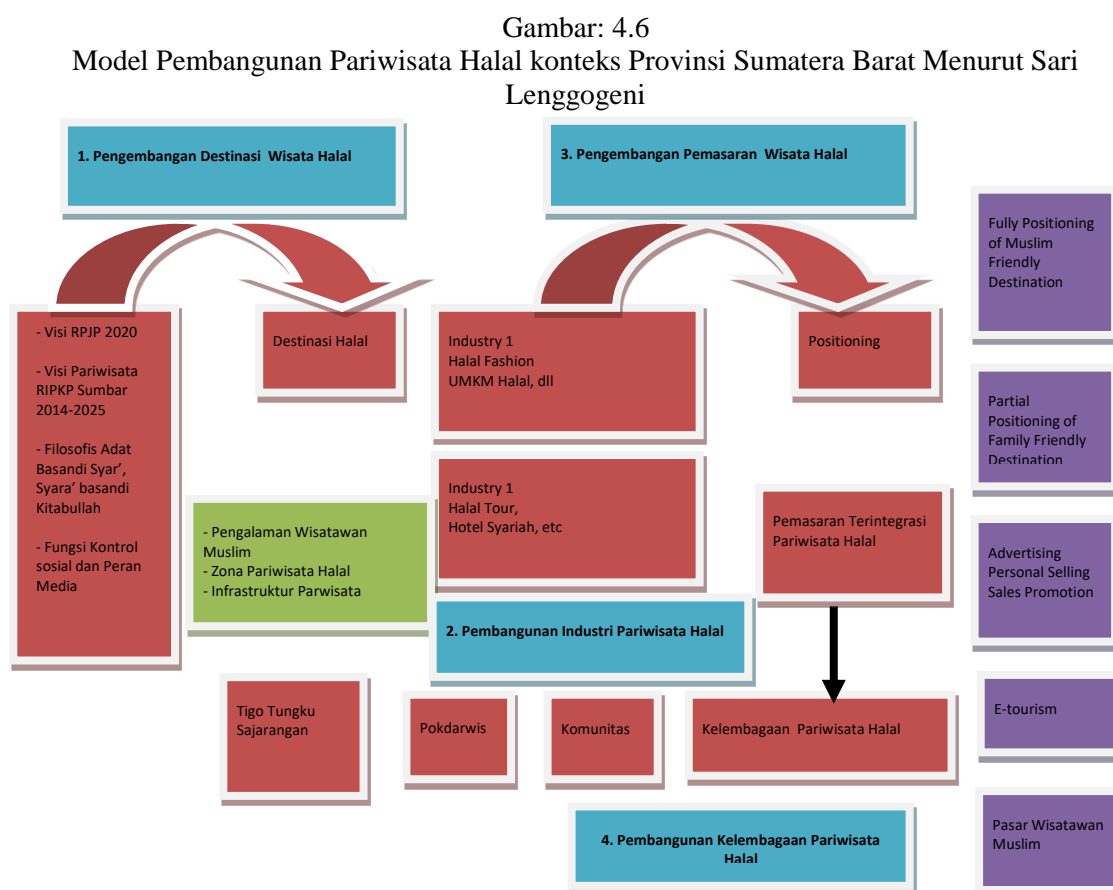 Gambar: 4.6
Model Pembangunan Pariwisata Halal konteks Provinsi Sumatera Barat Menurut Sari
Lenggogeni
1. Pengembangan Destinasi Wisata Halal
3. Pengembangan Pemasaran Wisata Halal
- Visi RPJP 2020
- Visi Pariwisata
RIPKP Sumbar
2014-2025
- Filosofis Adat
Basandi Syar’,
Syara’ basandi
Kitabullah
- Fungsi Kontrol
sosial dan Peran
Media
Destinasi Halal
- Pengalaman Wisatawan
Muslim
- Zona Pariwisata Halal
- Infrastruktur Parwisata
Industry 1
Halal Fashion
UMKM Halal, dll
Industry 1
Halal Tour,
Hotel Syariah, etc
2. Pembangunan Industri Pariwisata Halal
Positioning
Pemasaran Terintegrasi
Pariwisata Halal
Tigo Tungku
Sajarangan
Pokdarwis
Komunitas
Kelembagaan Pariwisata Halal
4. Pembangunan Kelembagaan Pariwisata
Halal
Fully Positioning
of Muslim
Friendly
Destination
Partial
Positioning of
Family Friendly
Destination
Advertising
Personal Selling
Sales Promotion
E-tourism
Pasar Wisatawan
Muslim